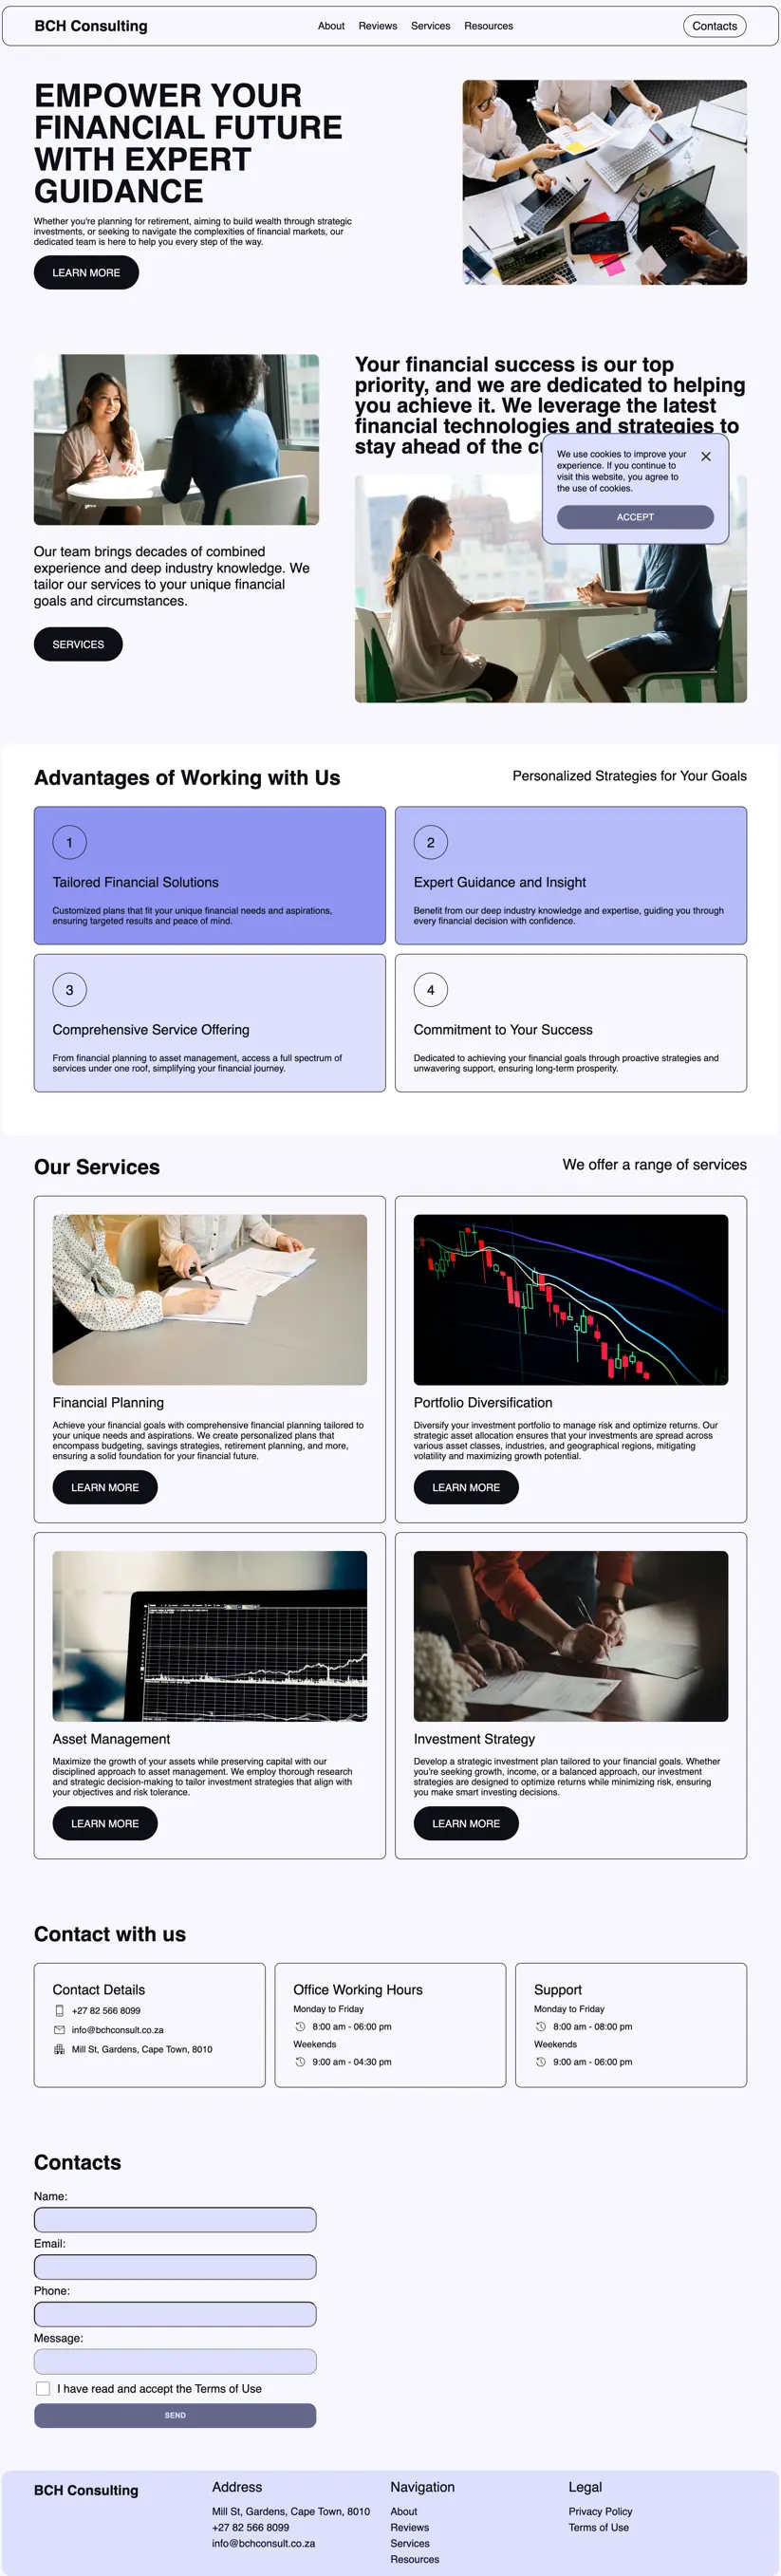 BCH Consulting
About
Reviews
Services
Resources
Contacts
EMPOWER YOUR
FINANCIAL FUTURE
WITH EXPERT
GUIDANCE
Whether you're planning for retirement, aiming to build wealth through strategic
investments, or seeking to navigate the complexities of financial markets, our
dedicated team is here to help you every step of the way.
LEARN MORE
Our team brings decades of combined
experience and deep industry knowledge. We
tailor our services to your unique financial
goals and circumstances.
SERVICES
Your financial success is our top
priority, and we are dedicated to helping
you achieve it. We leverage the latest
financial technologies and strategies to
stay ahead of the
We use cookies to improve your
experience. If you continue to
visit this website, you agree to
the use of cookies.
ACCEPT
Advantages of Working with Us
Personalized Strategies for Your Goals
1
Tailored Financial Solutions
Customized plans that fit your unique financial needs and aspirations,
ensuring targeted results and peace of mind.
2
Expert Guidance and Insight
Benefit from our deep industry knowledge and expertise, guiding you through
every financial decision with confidence.
3
Comprehensive Service Offering
From financial planning to asset management, access a full spectrum of
services under one roof, simplifying your financial journey.
4
Commitment to Your Success
Dedicated to achieving your financial goals through proactive strategies and
unwavering support, ensuring long-term prosperity.
Our Services
We offer a range of services
Financial Planning
Achieve your financial goals with comprehensive financial planning tailored to
your unique needs and aspirations. We create personalized plans that
encompass budgeting, savings strategies, retirement planning, and more,
ensuring a solid foundation for your financial future.
LEARN MORE
Portfolio Diversification
Diversify your investment portfolio to manage risk and optimize returns. Our
strategic asset allocation ensures that your investments are spread across
various asset classes, industries, and geographical regions, mitigating
volatility and maximizing growth potential.
LEARN MORE
Asset Management
Maximize the growth of your assets while preserving capital with our
disciplined approach to asset management. We employ thorough research
and strategic decision-making to tailor investment strategies that align with
your objectives and risk tolerance.
LEARN MORE
Investment Strategy
Develop a strategic investment plan tailored to your financial goals. Whether
you're seeking growth, income, or a balanced approach, our investment
strategies are designed to optimize returns while minimizing risk, ensuring
you make smart investing decisions.
LEARN MORE
Contact with us
Contact Details
+27 82 566 8099
info@bchconsult.co.za
Mill St, Gardens, Cape Town, 8010
Office Working Hours
Monday to Friday
8:00 am - 06:00 pm
Weekends
9:00 am - 04:30 pm
Support
Monday to Friday
8:00 am - 08:00 pm
Weekends
9:00 am - 06:00 pm
Contacts
Name:
Email:
Phone:
Message:
I have read and accept the Terms of Use
SEND
BCH Consulting
Address
Mill St, Gardens, Cape Town, 8010
+27 82 566 8099
info@bchconsult.co.za
Navigation
About
Reviews
Services
Resources
Legal
Privacy Policy
Terms of Use